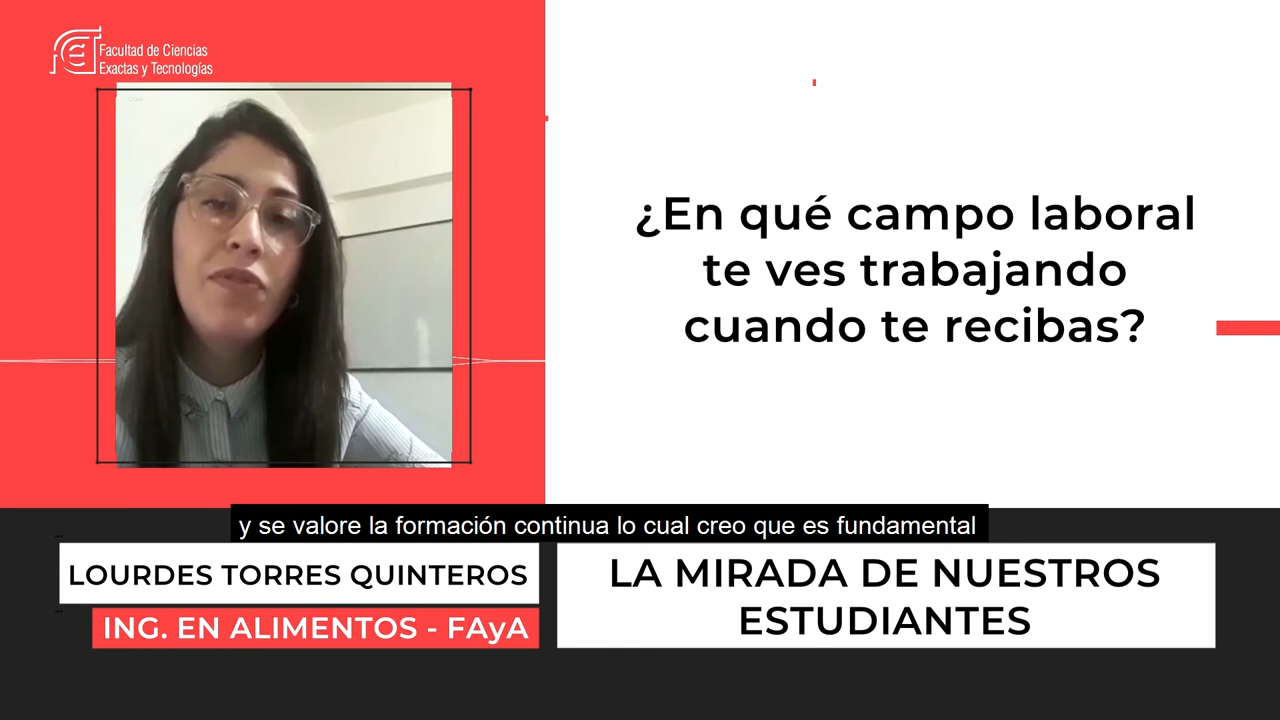 Facultad de Ciencias
Exactas y Tecnologías
¿En qué campo laboral
te ves trabajando
cuando te recibas?
y se valore la formación continua lo cual creo que es fundamental
LOURDES TORRES QUINTEROS
ING. EN ALIMENTOS - FAyA
LA MIRADA DE NUESTROS
ESTUDIANTES